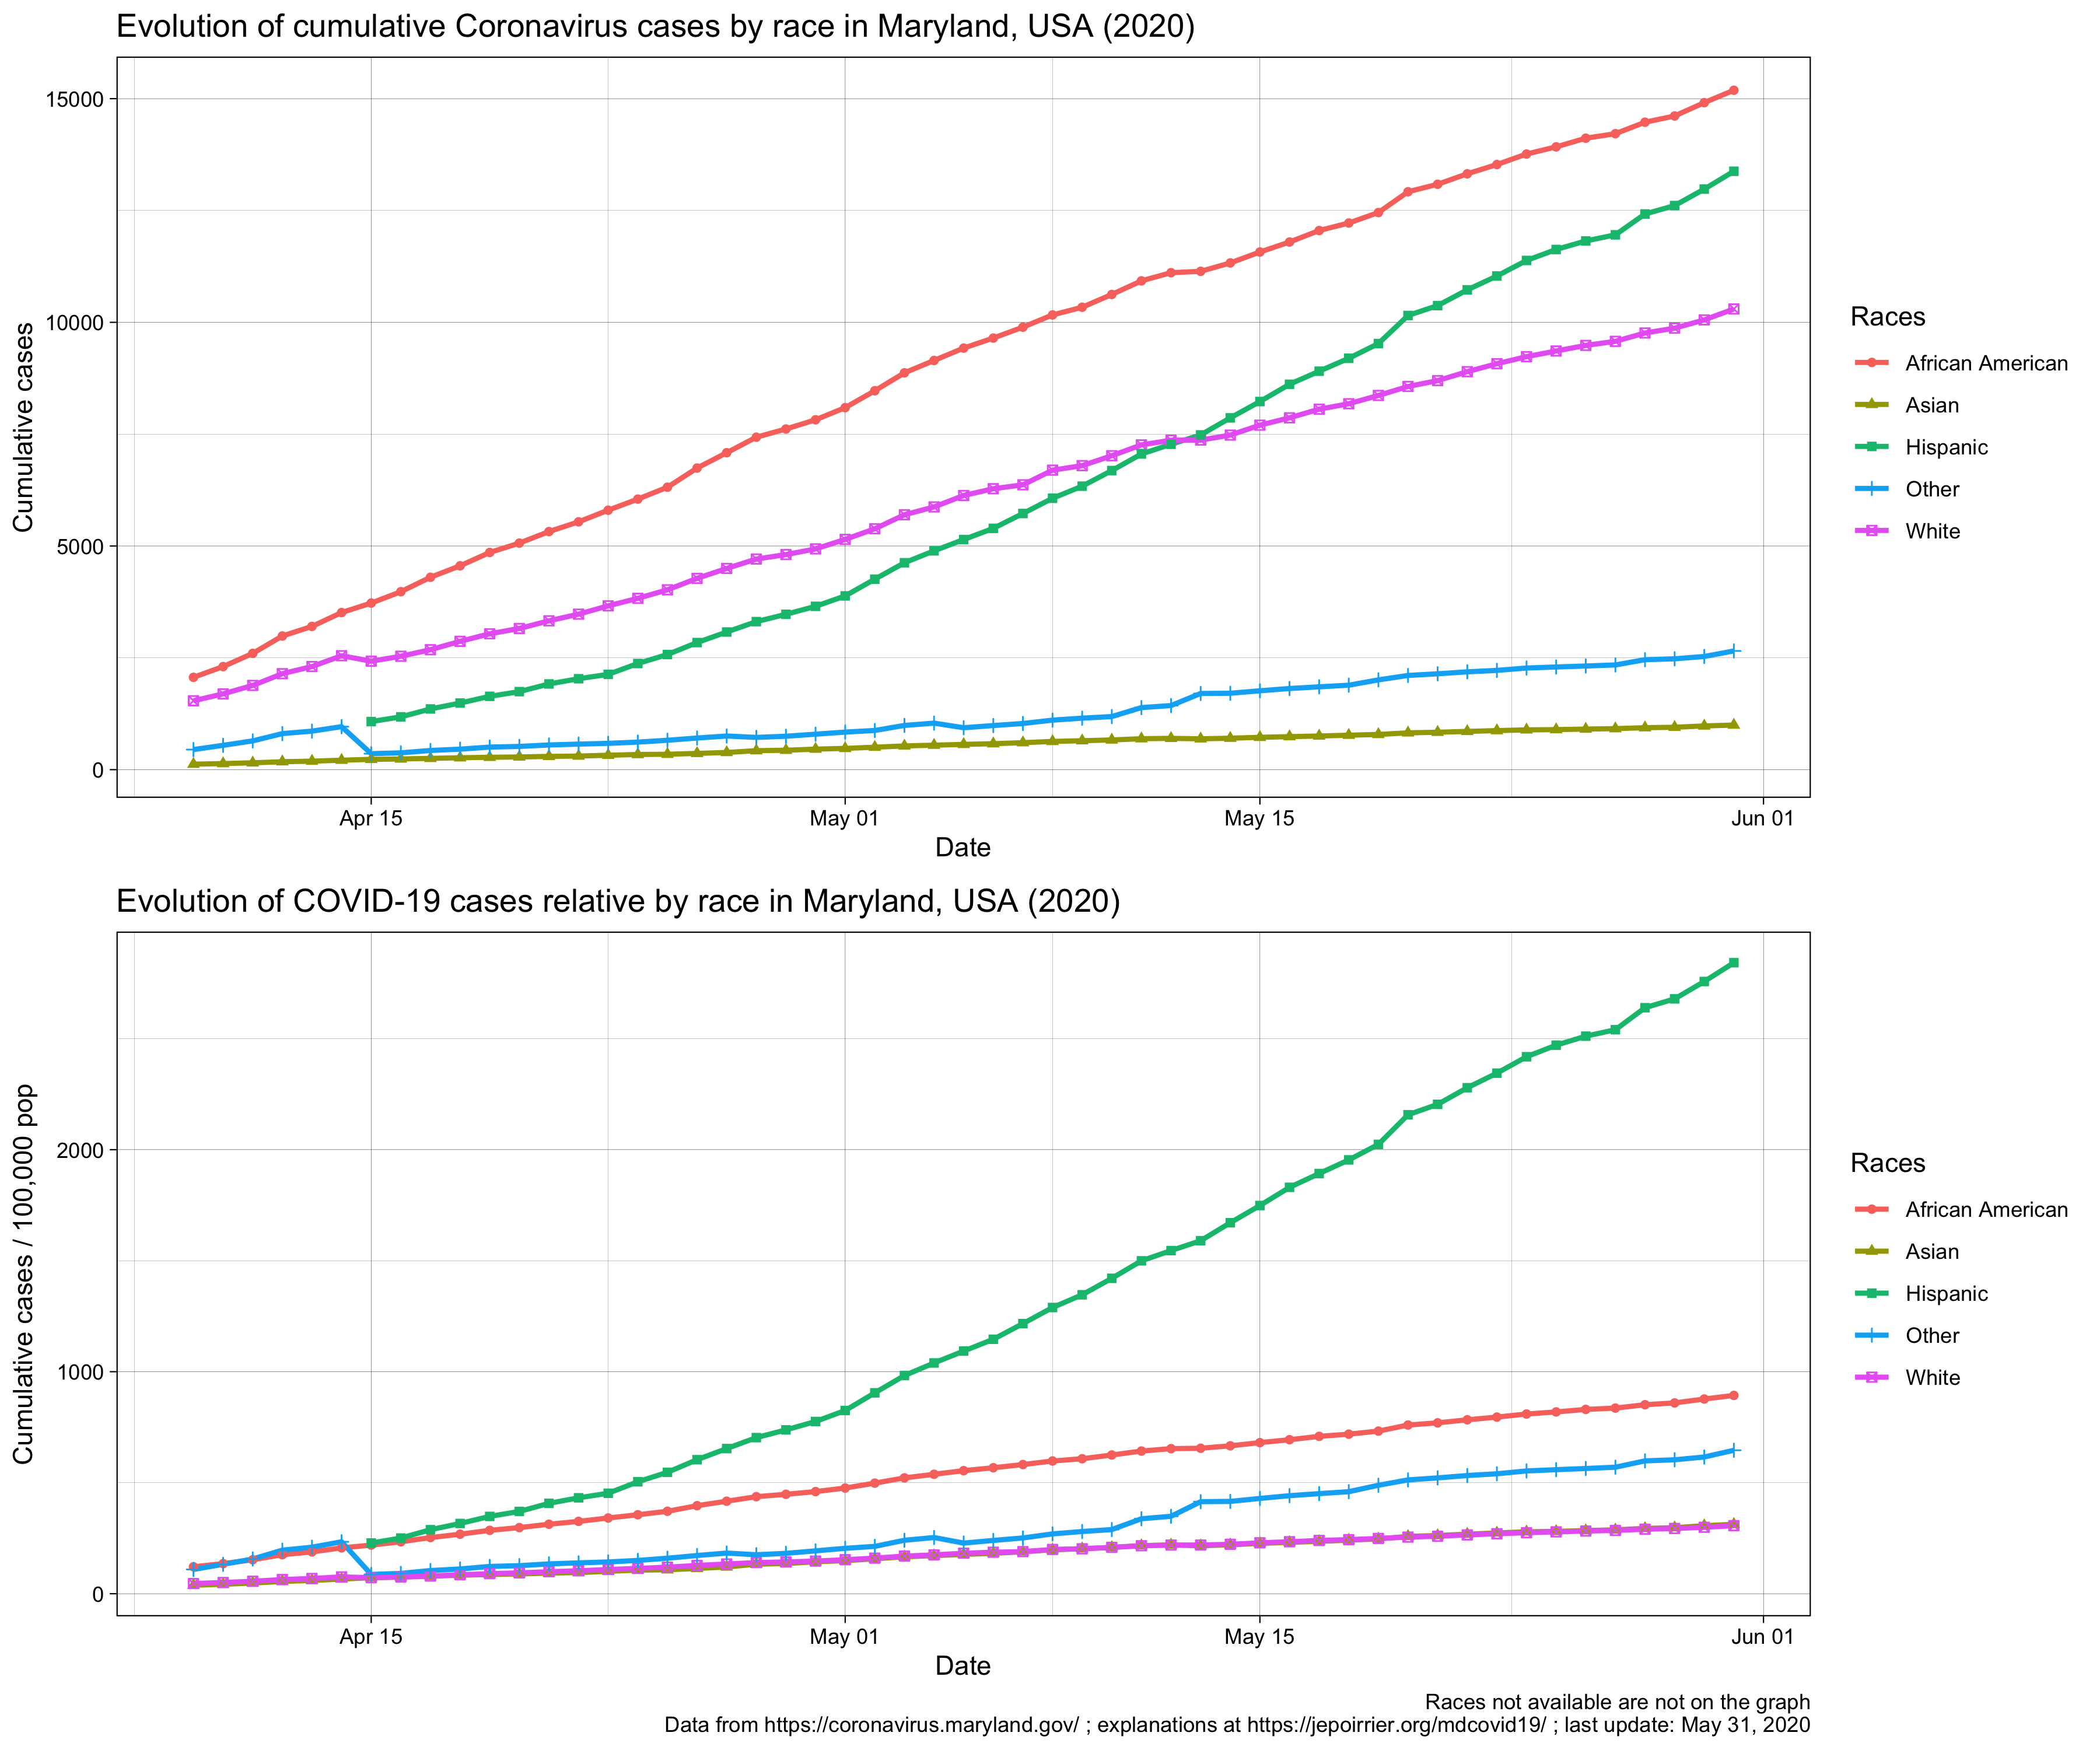 Evolution of cumulative Coronavirus cases by race in Maryland, USA (2020)
Cumulative cases
15000
10000
5000
0
Apr 15
May 01
May 15
Jun 01
Date
Races
African American
Asian
Hispanic
Other
White
Evolution of COVID-19 cases relative by race in Maryland, USA (2020)
Cumulative cases / 100,000 pop
2000
1000
0
Apr 15
May 01
May 15
Jun 01
Date
Races
African American
Asian
Hispanic
Other
White
Races not available are not on the graph
Data from https://coronavirus.maryland.gov/ ; explanations at https://jepoirrier.org/mdcovid19/ ; last update: May 31, 2020